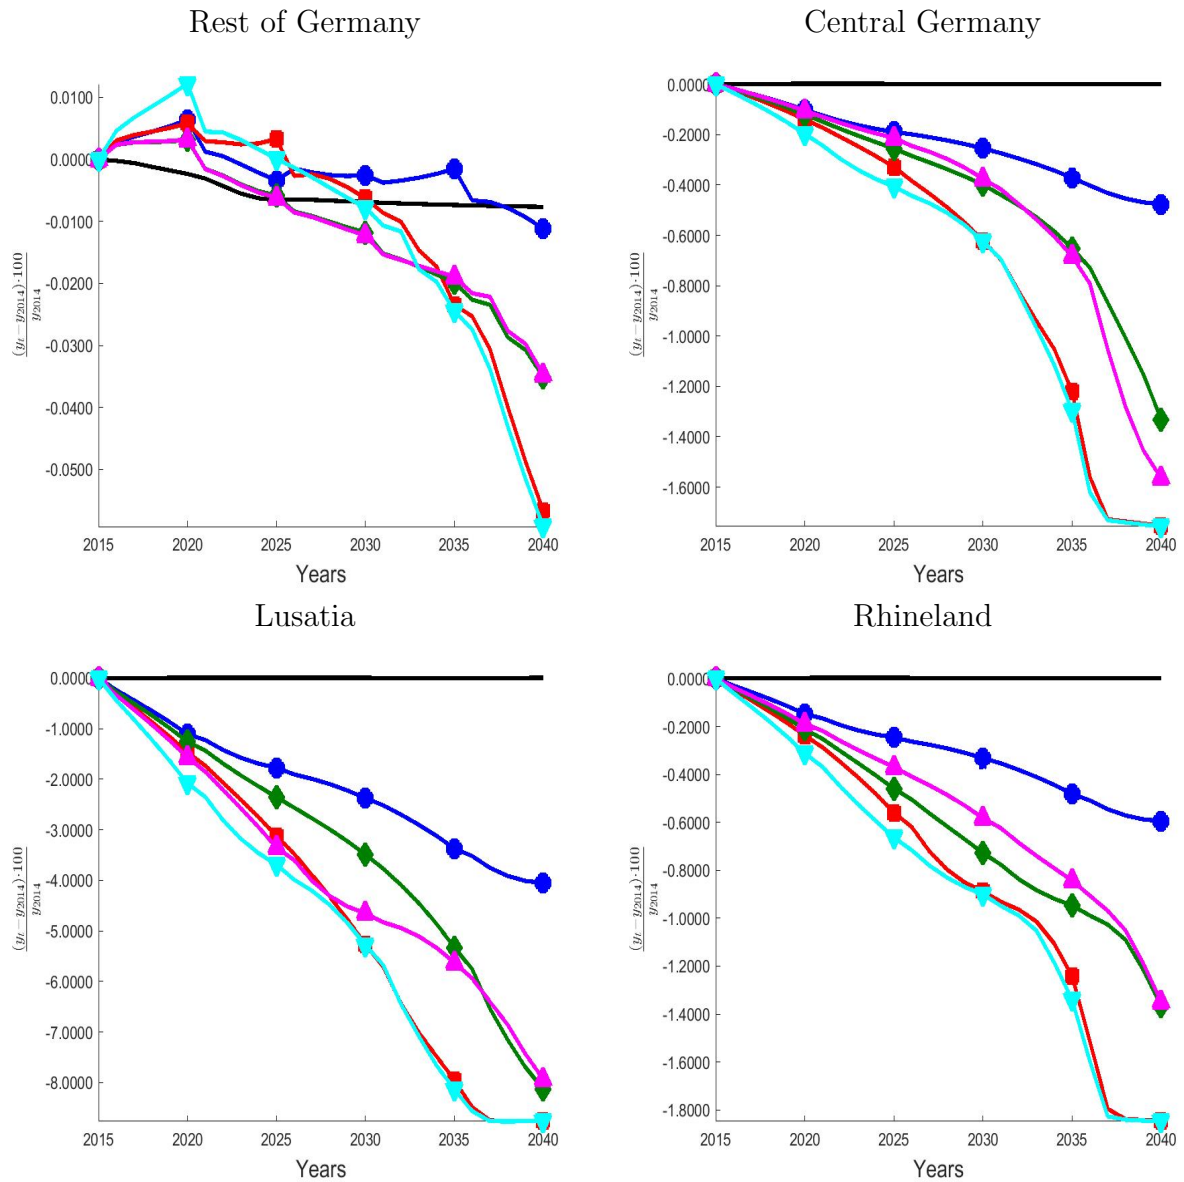 Rest of Germany
0.0100
0.0000
-0.0100
-0.0200
-0.0300
-0.0400
-0.0500
(y_t−y_2014)·100
y_2014
2015 2020 2025 2030 2035 2040
Years
Central Germany
0.0000
-0.2000
-0.4000
-0.6000
-0.8000
-1.0000
-1.2000
-1.4000
-1.6000
(y_t−y_2014)·100
y_2014
2015 2020 2025 2030 2035 2040
Years
Lusatia
0.0000
-1.0000
-2.0000
-3.0000
-4.0000
-5.0000
-6.0000
-7.0000
-8.0000
(y_t−y_2014)·100
y_2014
2015 2020 2025 2030 2035 2040
Years
Rhineland
0.0000
-0.2000
-0.4000
-0.6000
-0.8000
-1.0000
-1.2000
-1.4000
-1.6000
-1.8000
(y_t−y_2014)·100
y_2014
2015 2020 2025 2030 2035 2040
Years